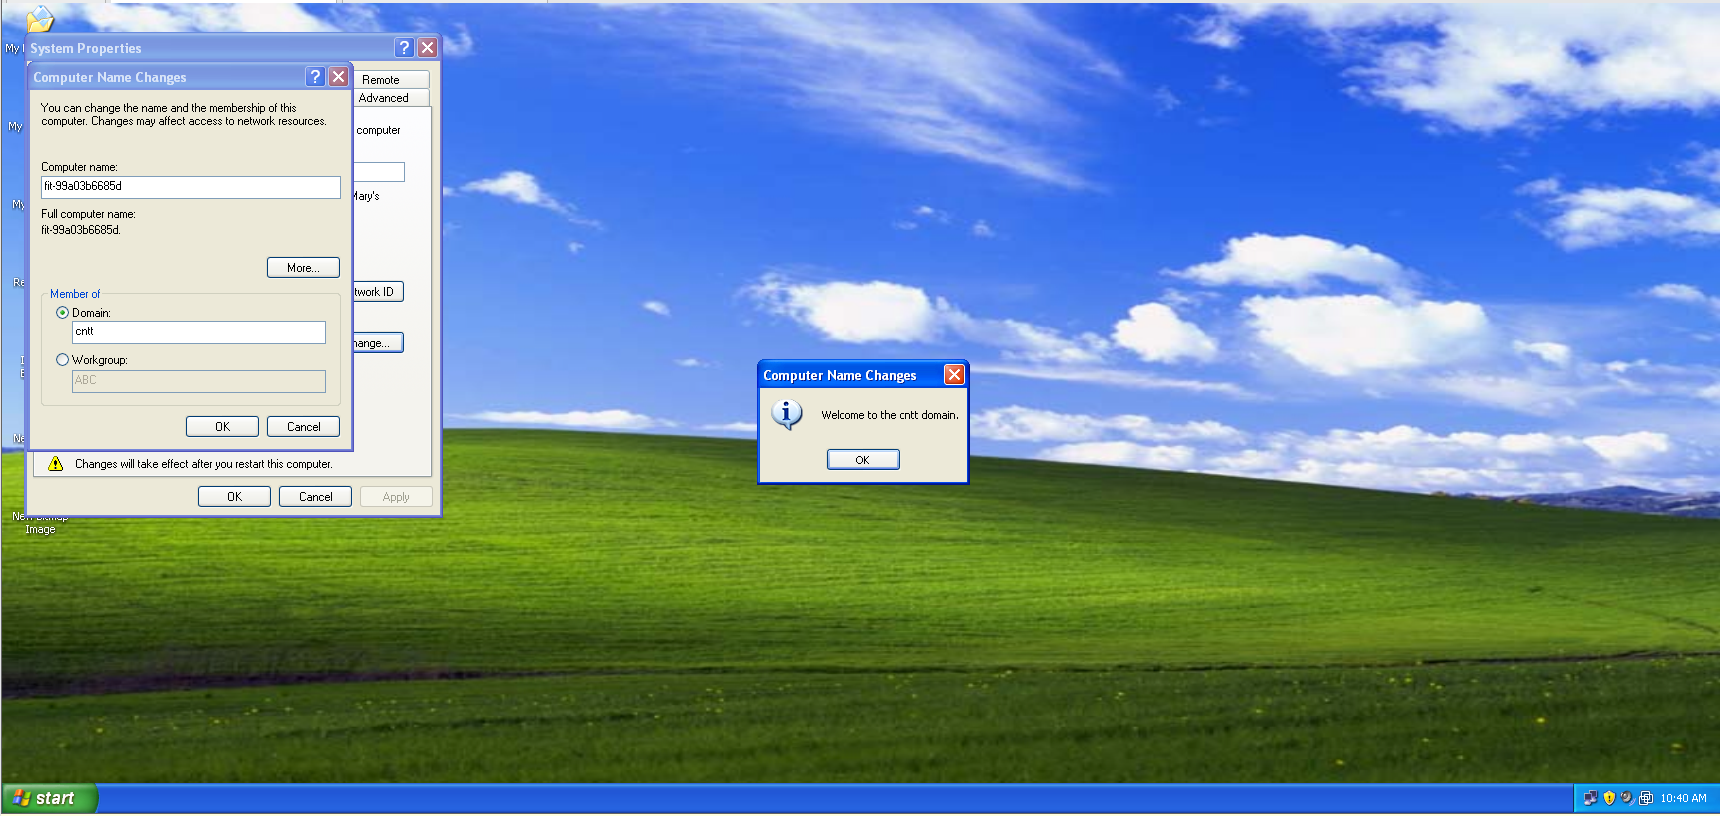 My
System Properties
Computer Name Changes
Remote
Advanced
You can change the name and the membership of this
computer. Changes may affect access to network resources.
My
computer
Computer name:
fit-99a03b6685d
Mary's
My
Full computer name:
fit-99a03b6685d.
More...
Re
Member of
twork ID
Domain:
cntt
hange...
Workgroup:
ABC
Computer Name Changes
Welcome to the cntt domain.
OK
OK
Cancel
Ne
Changes will take effect after you restart this computer.
OK
Cancel
Apply
New Bitmap
Image
start
10:40 AM